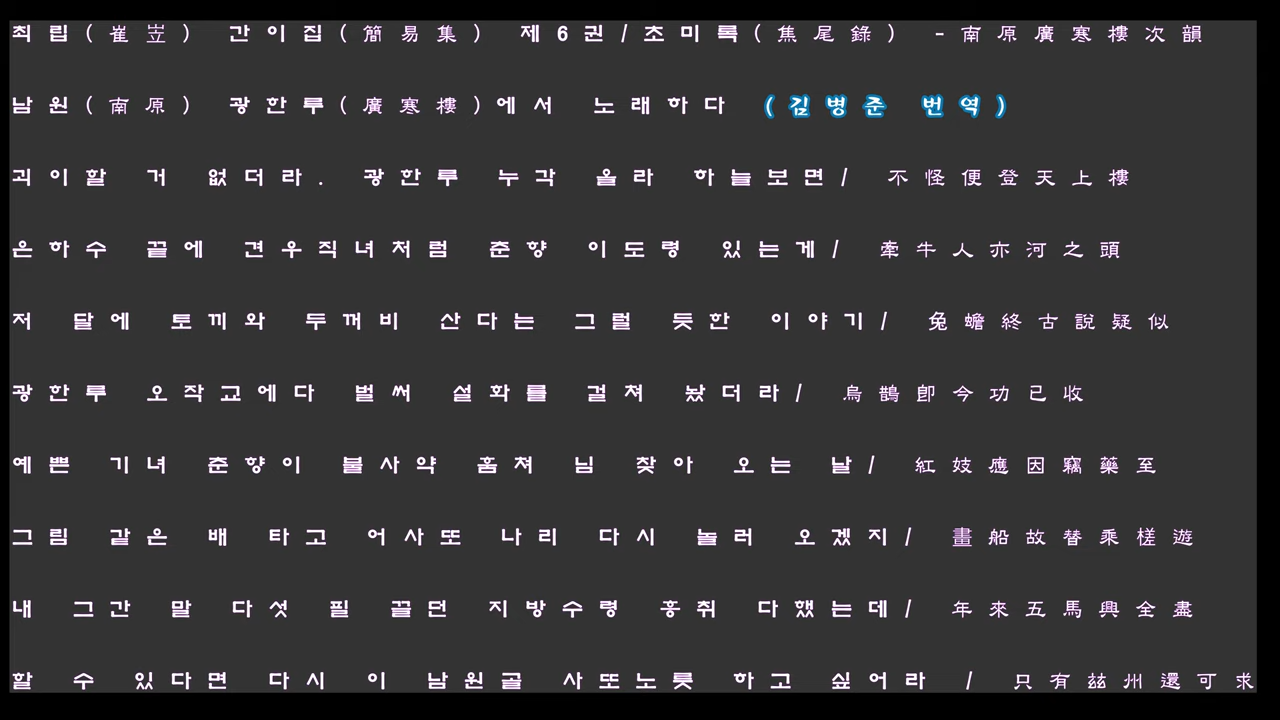 최립(崔岦) 간이집(簡易集) 제6권/초미록(焦尾錄) -南原廣寒樓次韻
남원(南原) 광한루(廣寒樓)에서 노래하다 (김병준 번역)
괴이할 거 없더라. 광한루 누각 올라 하늘보면/ 不怪便登天上樓
은하수 끝에 견우직녀처럼 춘향 이도령 있는게/ 牽牛人亦河之頭
저 달에 토끼와 두꺼비 산다는 그럴 듯한 이야기/ 兔蟾終古說疑似
광한루 오작교에다 벌써 설화를 걸쳐 놨더라/ 烏鵲卽今功已收
예쁜 기녀 춘향이 불사약 훔쳐 님 찾아 오는 날/ 紅妓應因竊藥至
그림 같은 배 타고 어사또 나리 다시 놀러 오겠지/ 畫船故替乘槎遊
내 그간 말 다섯 필 끌던 지방수령 흥취 다했는데/ 年來五馬興全盡
할 수 있다면 다시 이 남원골 사또노릇 하고 싶어라 / 只有玆州還可求